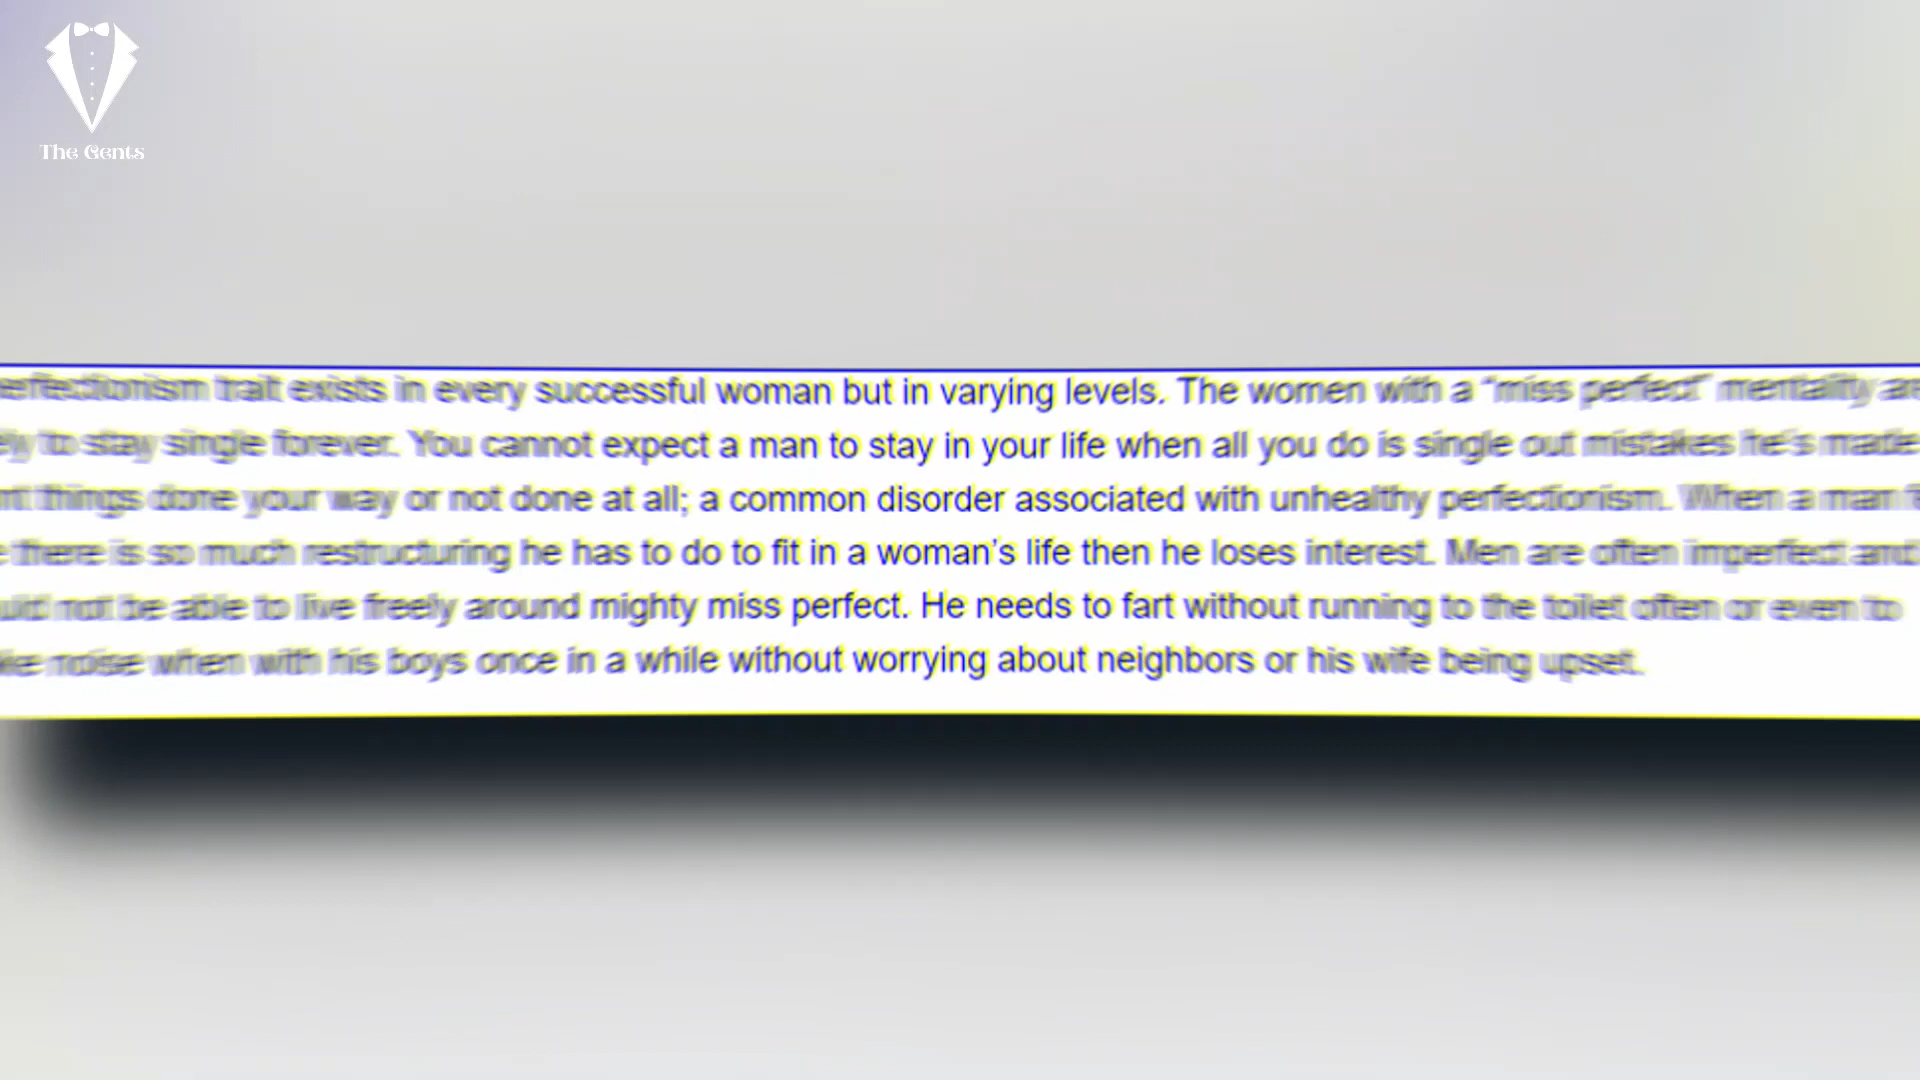 The Gents
erfectionism trait exists in every successful woman but in varying levels. The women with a “miss perfect” mentality are
ely to stay single forever. You cannot expect a man to stay in your life when all you do is single out mistakes he’s made
nt things done your way or not done at all; a common disorder associated with unhealthy perfectionism. When a man
there is so much restructuring he has to do to fit in a woman’s life then he loses interest. Men are often imperfect and
uld not be able to live freely around mighty miss perfect. He needs to fart without running to the toilet often or even to
ke noise when with his boys once in a while without worrying about neighbors or his wife being upset.